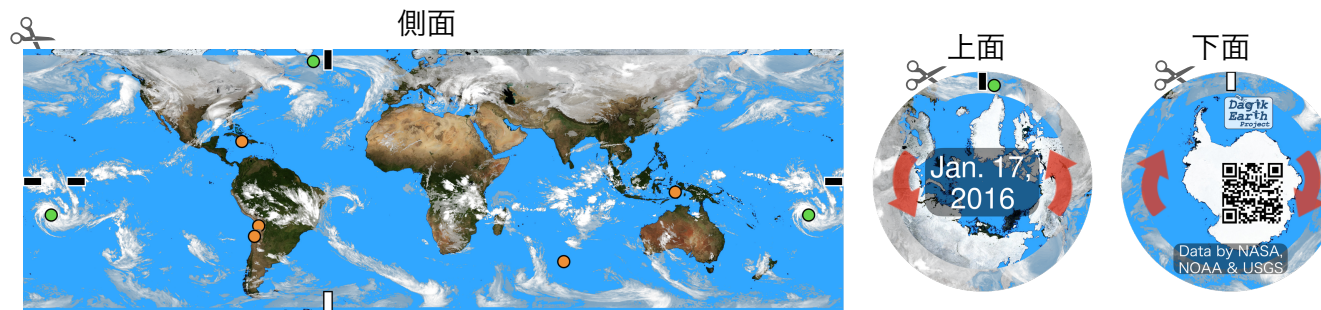 側面
上面
下面
Jan. 17,
2016
Dagik
Earth
Project
Data by NASA,
NOAA & USGS